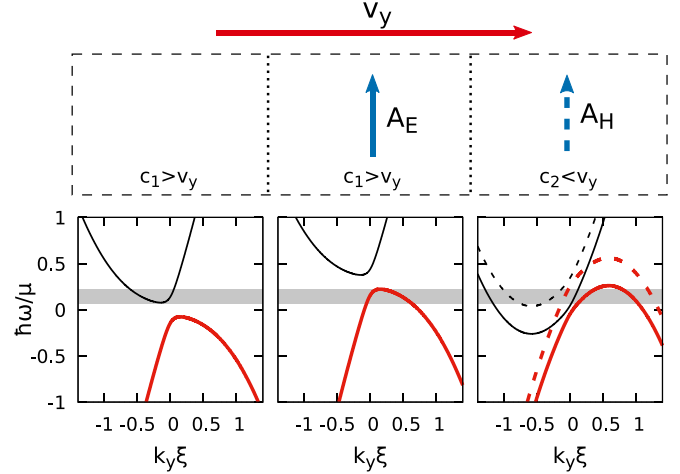 v_y
A_E
A_H
c_1>v_y
c_1>v_y
c_2<v_y
ħω/μ
1
0.5
0
-0.5
-1
-1 -0.5 0 0.5 1
-1 -0.5 0 0.5 1
-1 -0.5 0 0.5 1
k_yξ
k_yξ
k_yξ